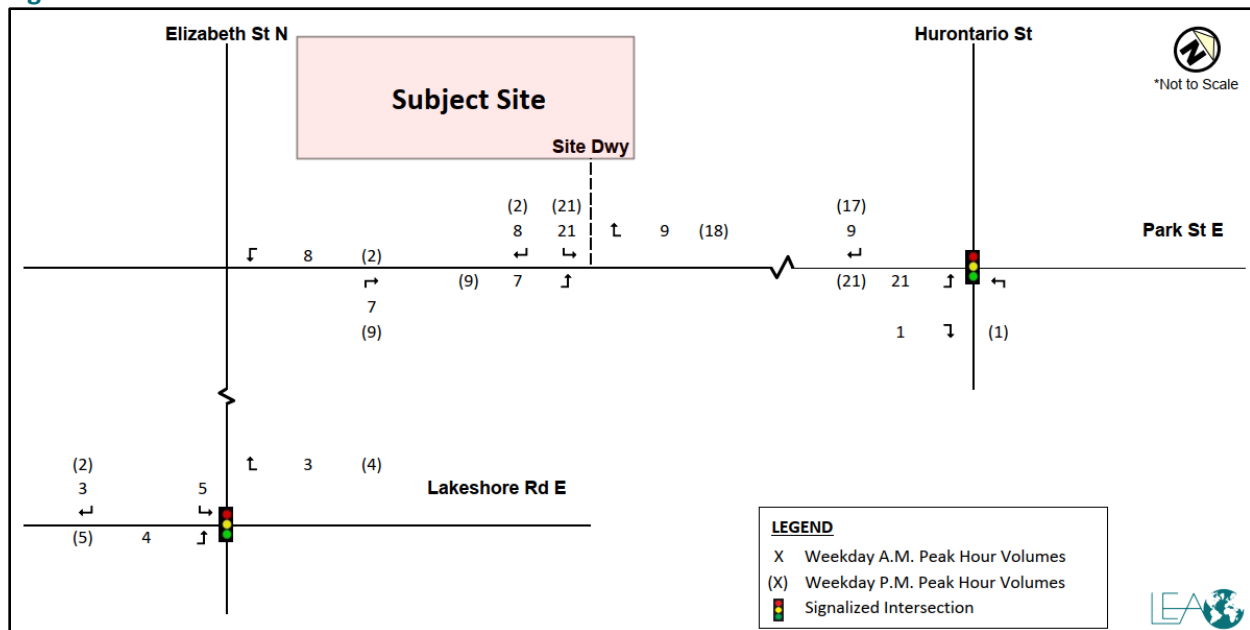 Elizabeth St N
Hurontario St
N
*Not to Scale
Subject Site
Site Dwy
(2) (21)
8 21 9 (18)
(17)
9
Park St E
8 (2)
(9) 7
(21) 21
7
(9)
1 (1)
(2)
3 5
3 (4)
Lakeshore Rd E
(5) 4
LEGEND
X Weekday A.M. Peak Hour Volumes
(X) Weekday P.M. Peak Hour Volumes
Signalized Intersection
LEA